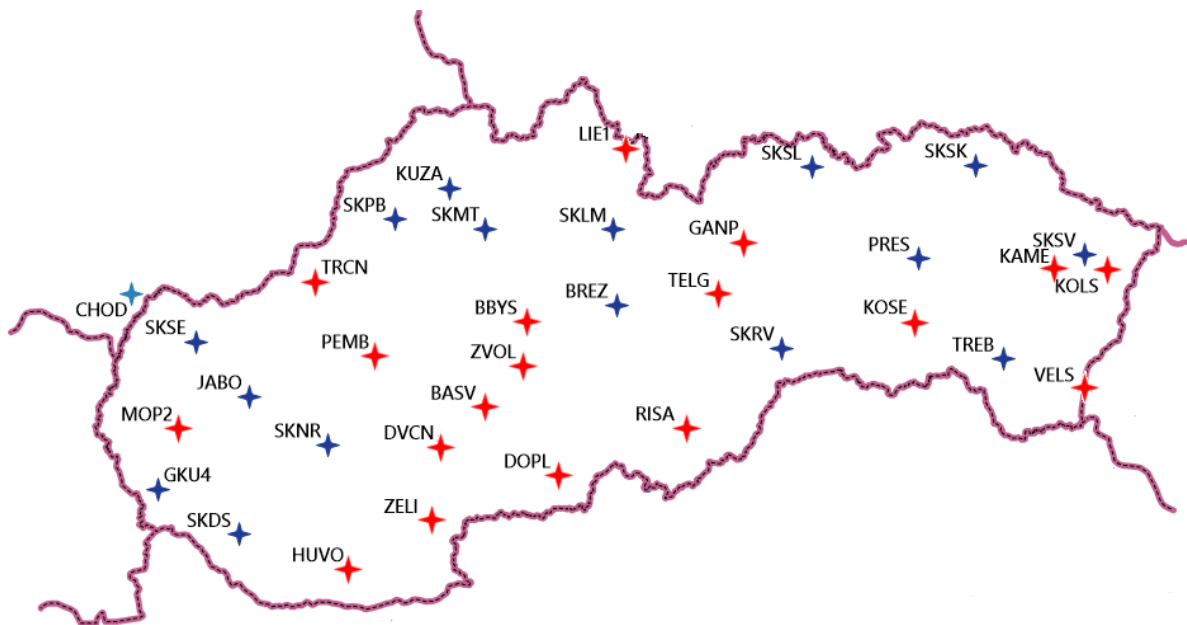 LIE1
SKSL
SKSK
KUZA
SKPB
SKMT
SKLM
GANP
PRES
SKSV
KAME
KOLS
TRCN
CHOD
TELG
BREZ
BBYS
KOSE
SKSE
PEMB
ZVOL
SKRV
TREB
VELS
JABO
BASV
MOP2
SKNR
DVCN
RISA
DOPL
GKU4
ZELI
SKDS
HUVO